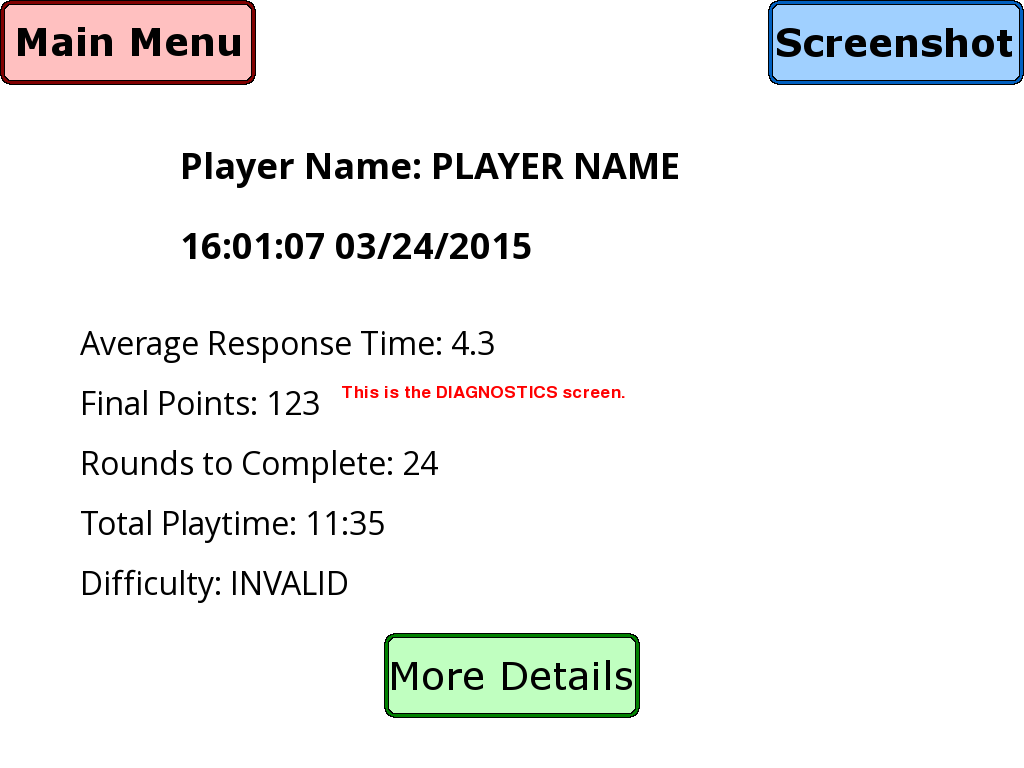 Main Menu
Screenshot
Player Name: PLAYER NAME
16:01:07 03/24/2015
Average Response Time: 4.3
This is the DIAGNOSTICS screen.
Final Points: 123
Rounds to Complete: 24
Total Playtime: 11:35
Difficulty: INVALID
More Details